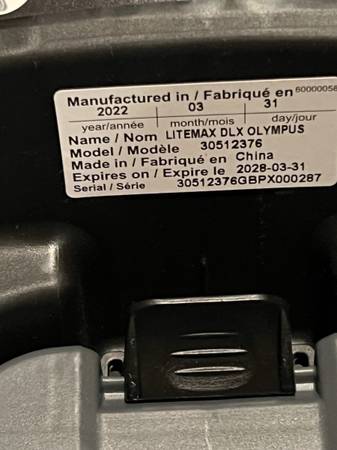 Manufactured in / Fabriqué en
2022 03 31
year/année month/mois day/jour
Name / Nom LITEMAX DLX OLYMPUS
Model / Modèle 30512376
Made in / Fabriqué en China
Expires on / Expire le 2028-03-31
Serial / Série 30512376GBPX000287